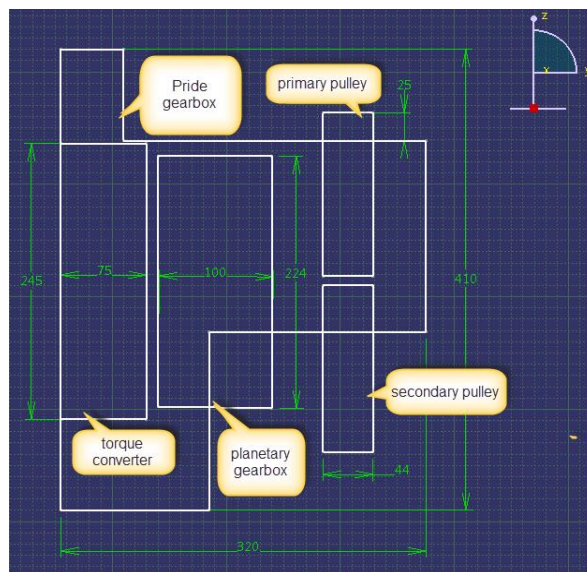 z
x
y
Pride
gearbox
primary pulley
25
75
100
245
224
410
secondary pulley
torque
converter
planetary
gearbox
44
320